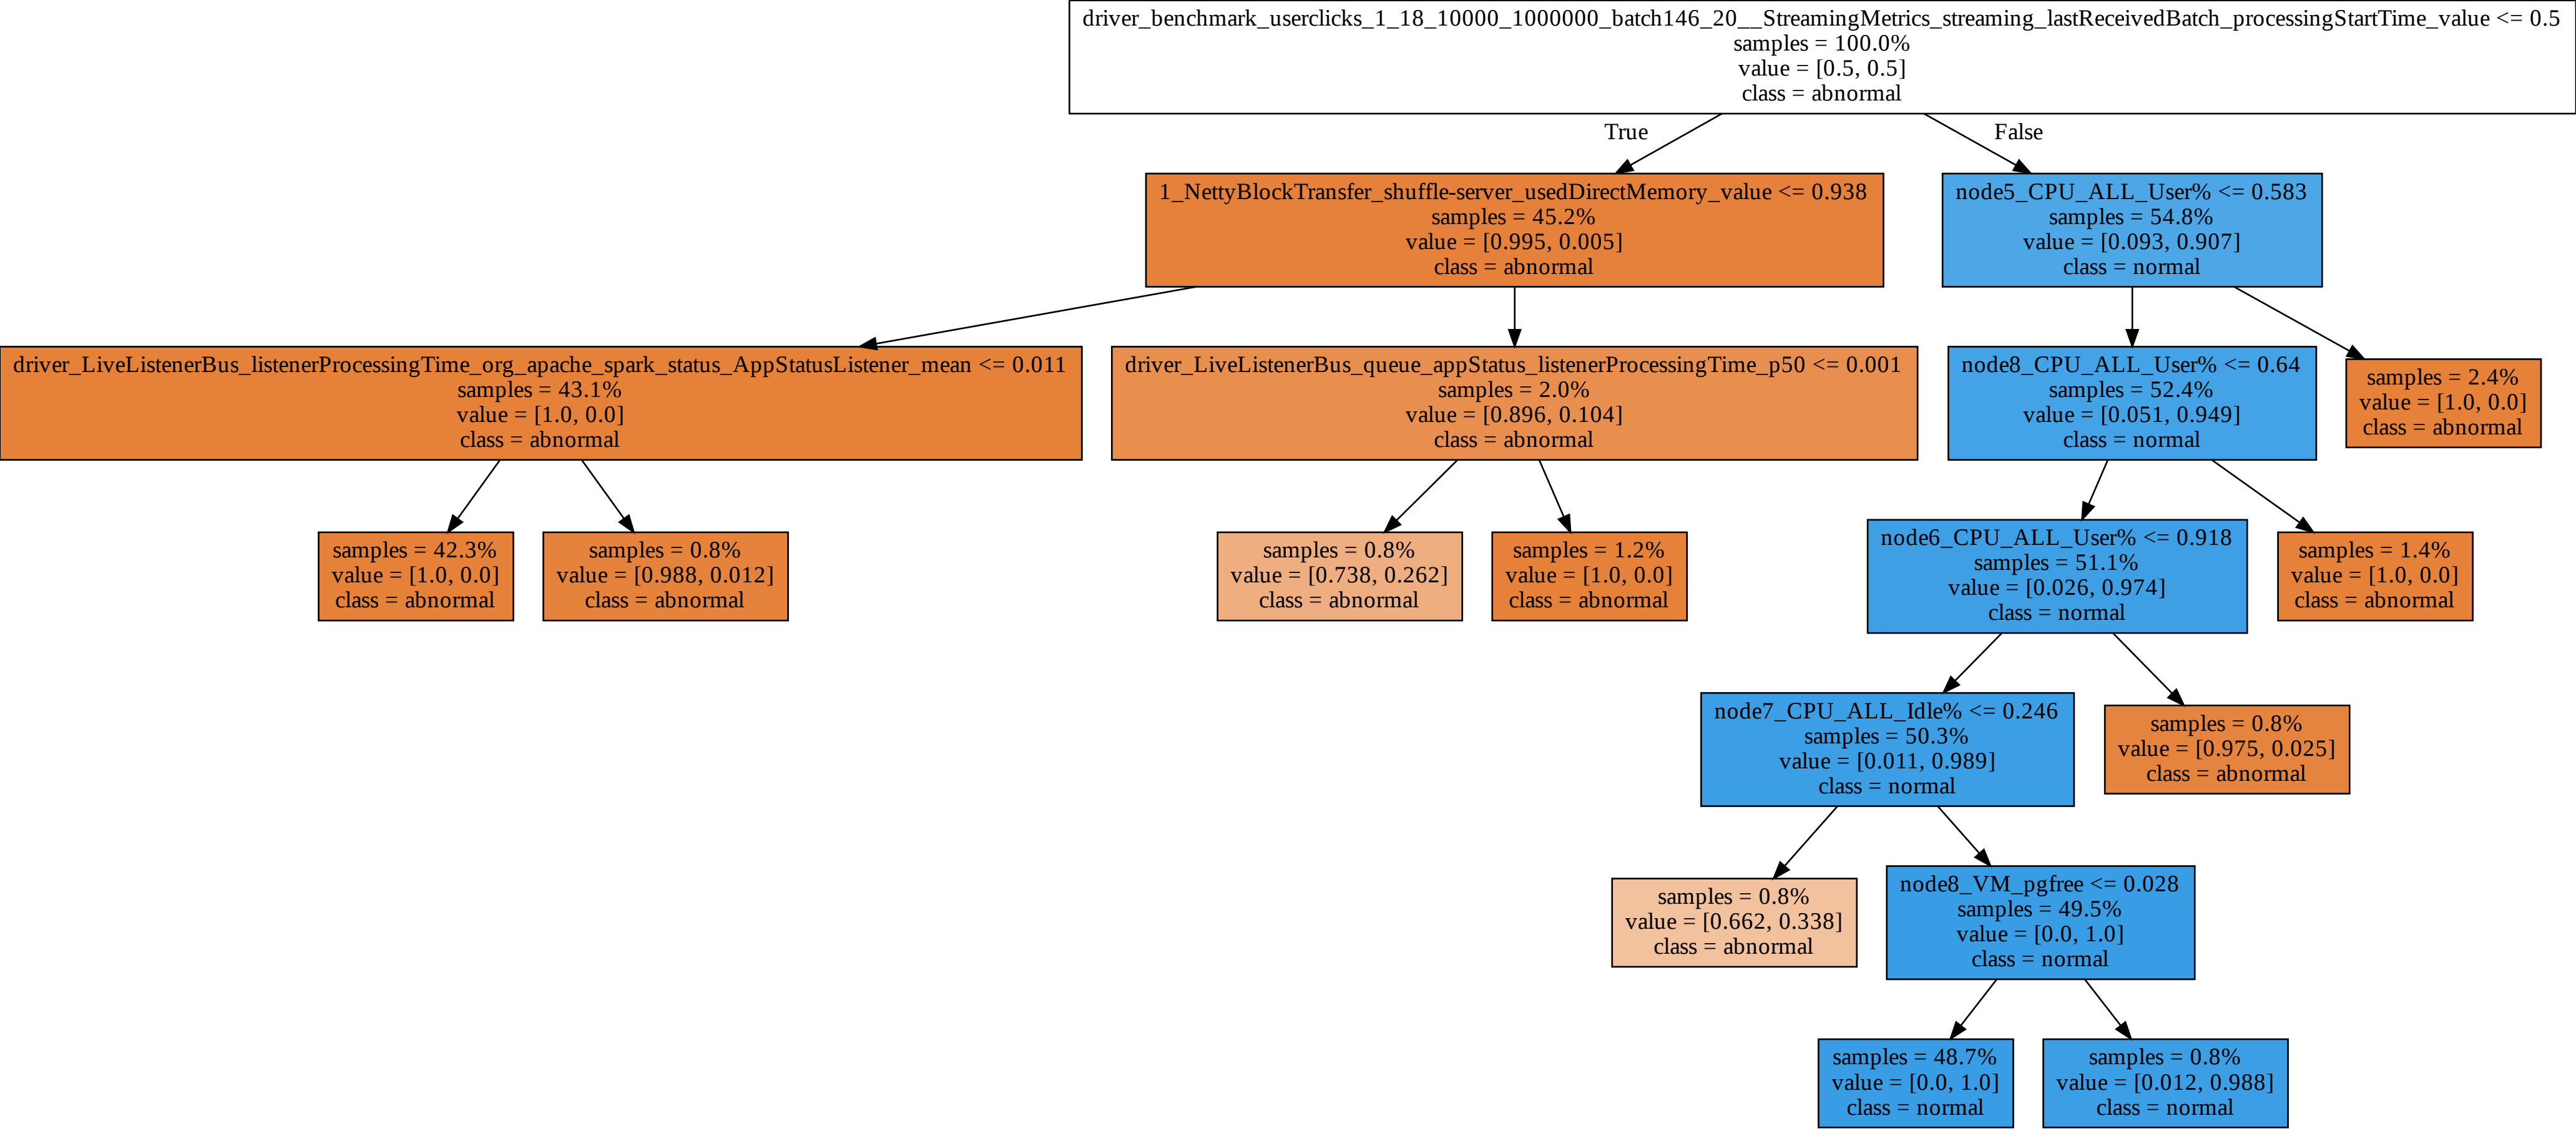 driver_benchmark_userclicks_1_18_10000_1000000_batch146_20__StreamingMetrics_streaming_lastReceivedBatch_processingStartTime_value <= 0.5
samples = 100.0%
value = [0.5, 0.5]
class = abnormal
True
False
1_NettyBlockTransfer_shuffle-server_usedDirectMemory_value <= 0.938
samples = 45.2%
value = [0.995, 0.005]
class = abnormal
node5_CPU_ALL_User% <= 0.583
samples = 54.8%
value = [0.093, 0.907]
class = normal
driver_LiveListenerBus_listenerProcessingTime_org_apache_spark_status_AppStatusListener_mean <= 0.011
samples = 43.1%
value = [1.0, 0.0]
class = abnormal
driver_LiveListenerBus_queue_appStatus_listenerProcessingTime_p50 <= 0.001
samples = 2.0%
value = [0.896, 0.104]
class = abnormal
node8_CPU_ALL_User% <= 0.64
samples = 52.4%
value = [0.051, 0.949]
class = normal
samples = 2.4%
value = [1.0, 0.0]
class = abnormal
samples = 42.3%
value = [1.0, 0.0]
class = abnormal
samples = 0.8%
value = [0.988, 0.012]
class = abnormal
samples = 0.8%
value = [0.738, 0.262]
class = abnormal
samples = 1.2%
value = [1.0, 0.0]
class = abnormal
node6_CPU_ALL_User% <= 0.918
samples = 51.1%
value = [0.026, 0.974]
class = normal
samples = 1.4%
value = [1.0, 0.0]
class = abnormal
node7_CPU_ALL_Idle% <= 0.246
samples = 50.3%
value = [0.011, 0.989]
class = normal
samples = 0.8%
value = [0.975, 0.025]
class = abnormal
samples = 0.8%
value = [0.662, 0.338]
class = abnormal
node8_VM_pgfree <= 0.028
samples = 49.5%
value = [0.0, 1.0]
class = normal
samples = 48.7%
value = [0.0, 1.0]
class = normal
samples = 0.8%
value = [0.012, 0.988]
class = normal